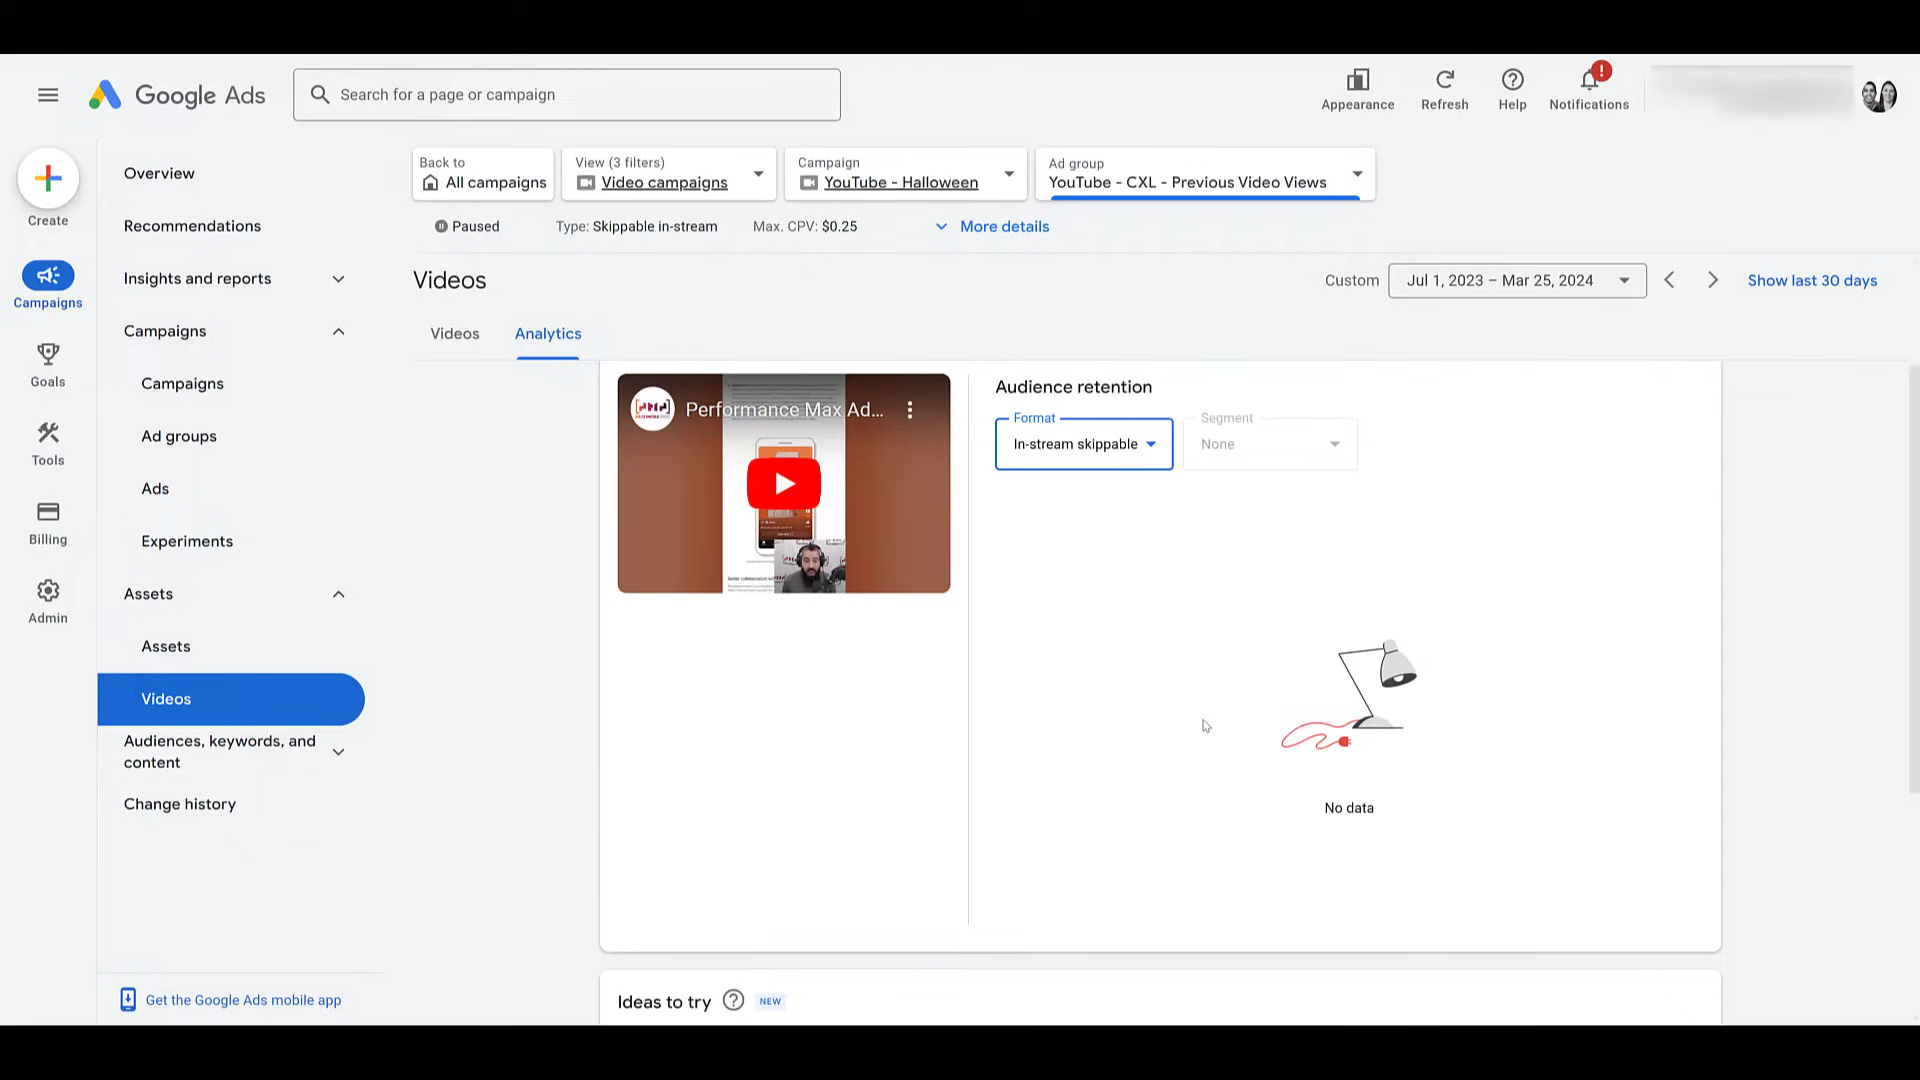 Google Ads
Search for a page or campaign
Appearance
Refresh
Help
Notifications
Create
Campaigns
Goals
Tools
Billing
Admin
Overview
Recommendations
Insights and reports
Campaigns
Campaigns
Ad groups
Ads
Experiments
Assets
Assets
Videos
Audiences, keywords, and
content
Change history
Get the Google Ads mobile app
Back to
All campaigns
View (3 filters)
Video campaigns
Campaign
YouTube - Halloween
Ad group
YouTube - CXL - Previous Video Views
Paused
Type: Skippable in-stream
Max. CPV: $0.25
More details
Videos
Custom
Jul 1, 2023 – Mar 25, 2024
Show last 30 days
Videos
Analytics
Performance Max Ad...
Audience retention
Format
In-stream skippable
Segment
None
No data
Ideas to try
NEW